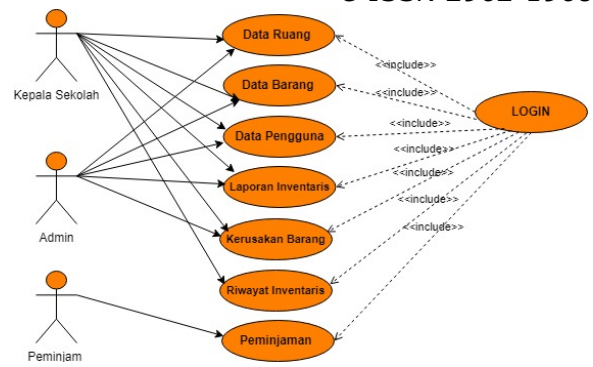 Data Ruang
<<include>>
Kepala Sekolah
Data Barang
<<include>>
LOGIN
Data Pengguna
<<include>>
<<include>>
Laporan Inventaris
<<include>>
Admin
Kerusakan Barang
<<include>>
<<include>>
Riwayat Inventaris
Peminjaman
Peminjam